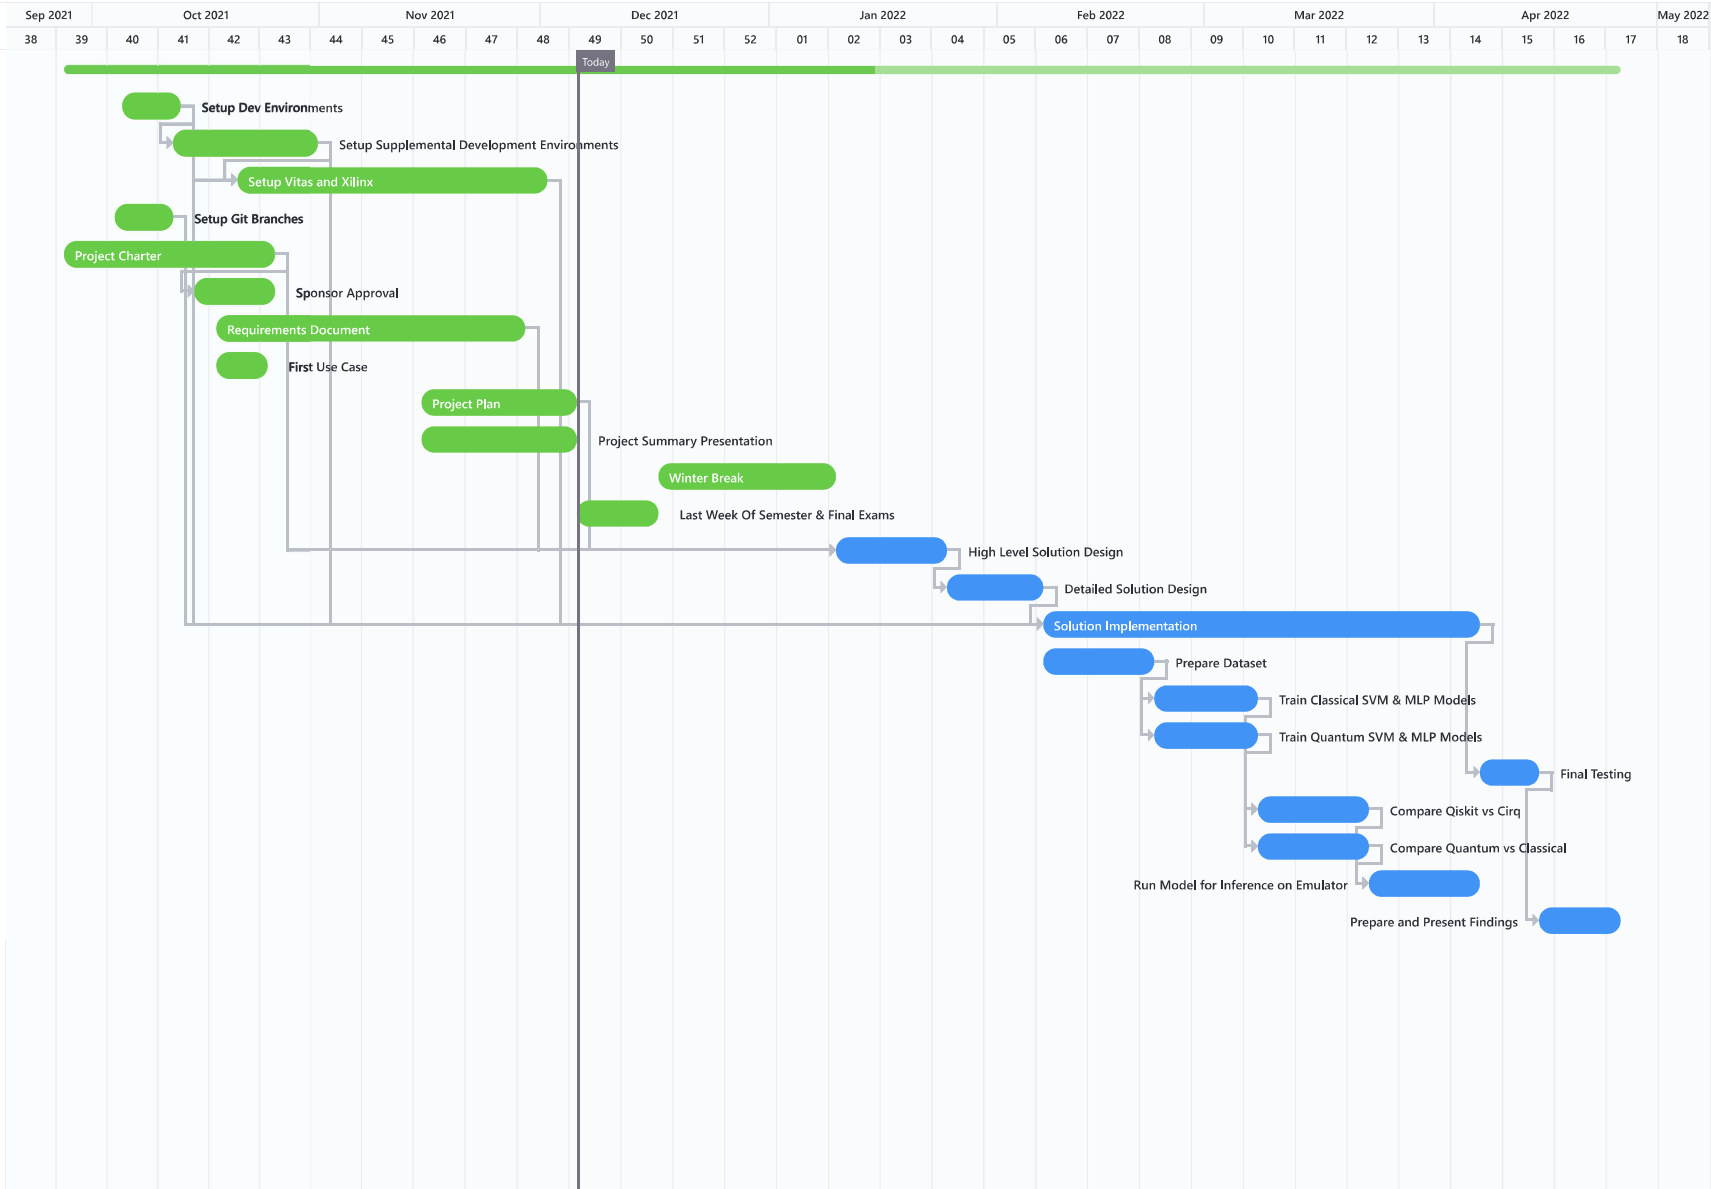 Sep 2021 Oct 2021 Nov 2021 Dec 2021 Jan 2022 Feb 2022 Mar 2022 Apr 2022 May 2022
38 39 40 41 42 43 44 45 46 47 48 49 50 51 52 01 02 03 04 05 06 07 08 09 10 11 12 13 14 15 16 17 18
Today
Setup Dev Environments
Setup Supplemental Development Environments
Setup Vitas and Xilinx
Setup Git Branches
Project Charter
Sponsor Approval
Requirements Document
First Use Case
Project Plan
Project Summary Presentation
Winter Break
Last Week Of Semester & Final Exams
High Level Solution Design
Detailed Solution Design
Solution Implementation
Prepare Dataset
Train Classical SVM & MLP Models
Train Quantum SVM & MLP Models
Final Testing
Compare Qiskit vs Cirq
Compare Quantum vs Classical
Run Model for Inference on Emulator
Prepare and Present Findings